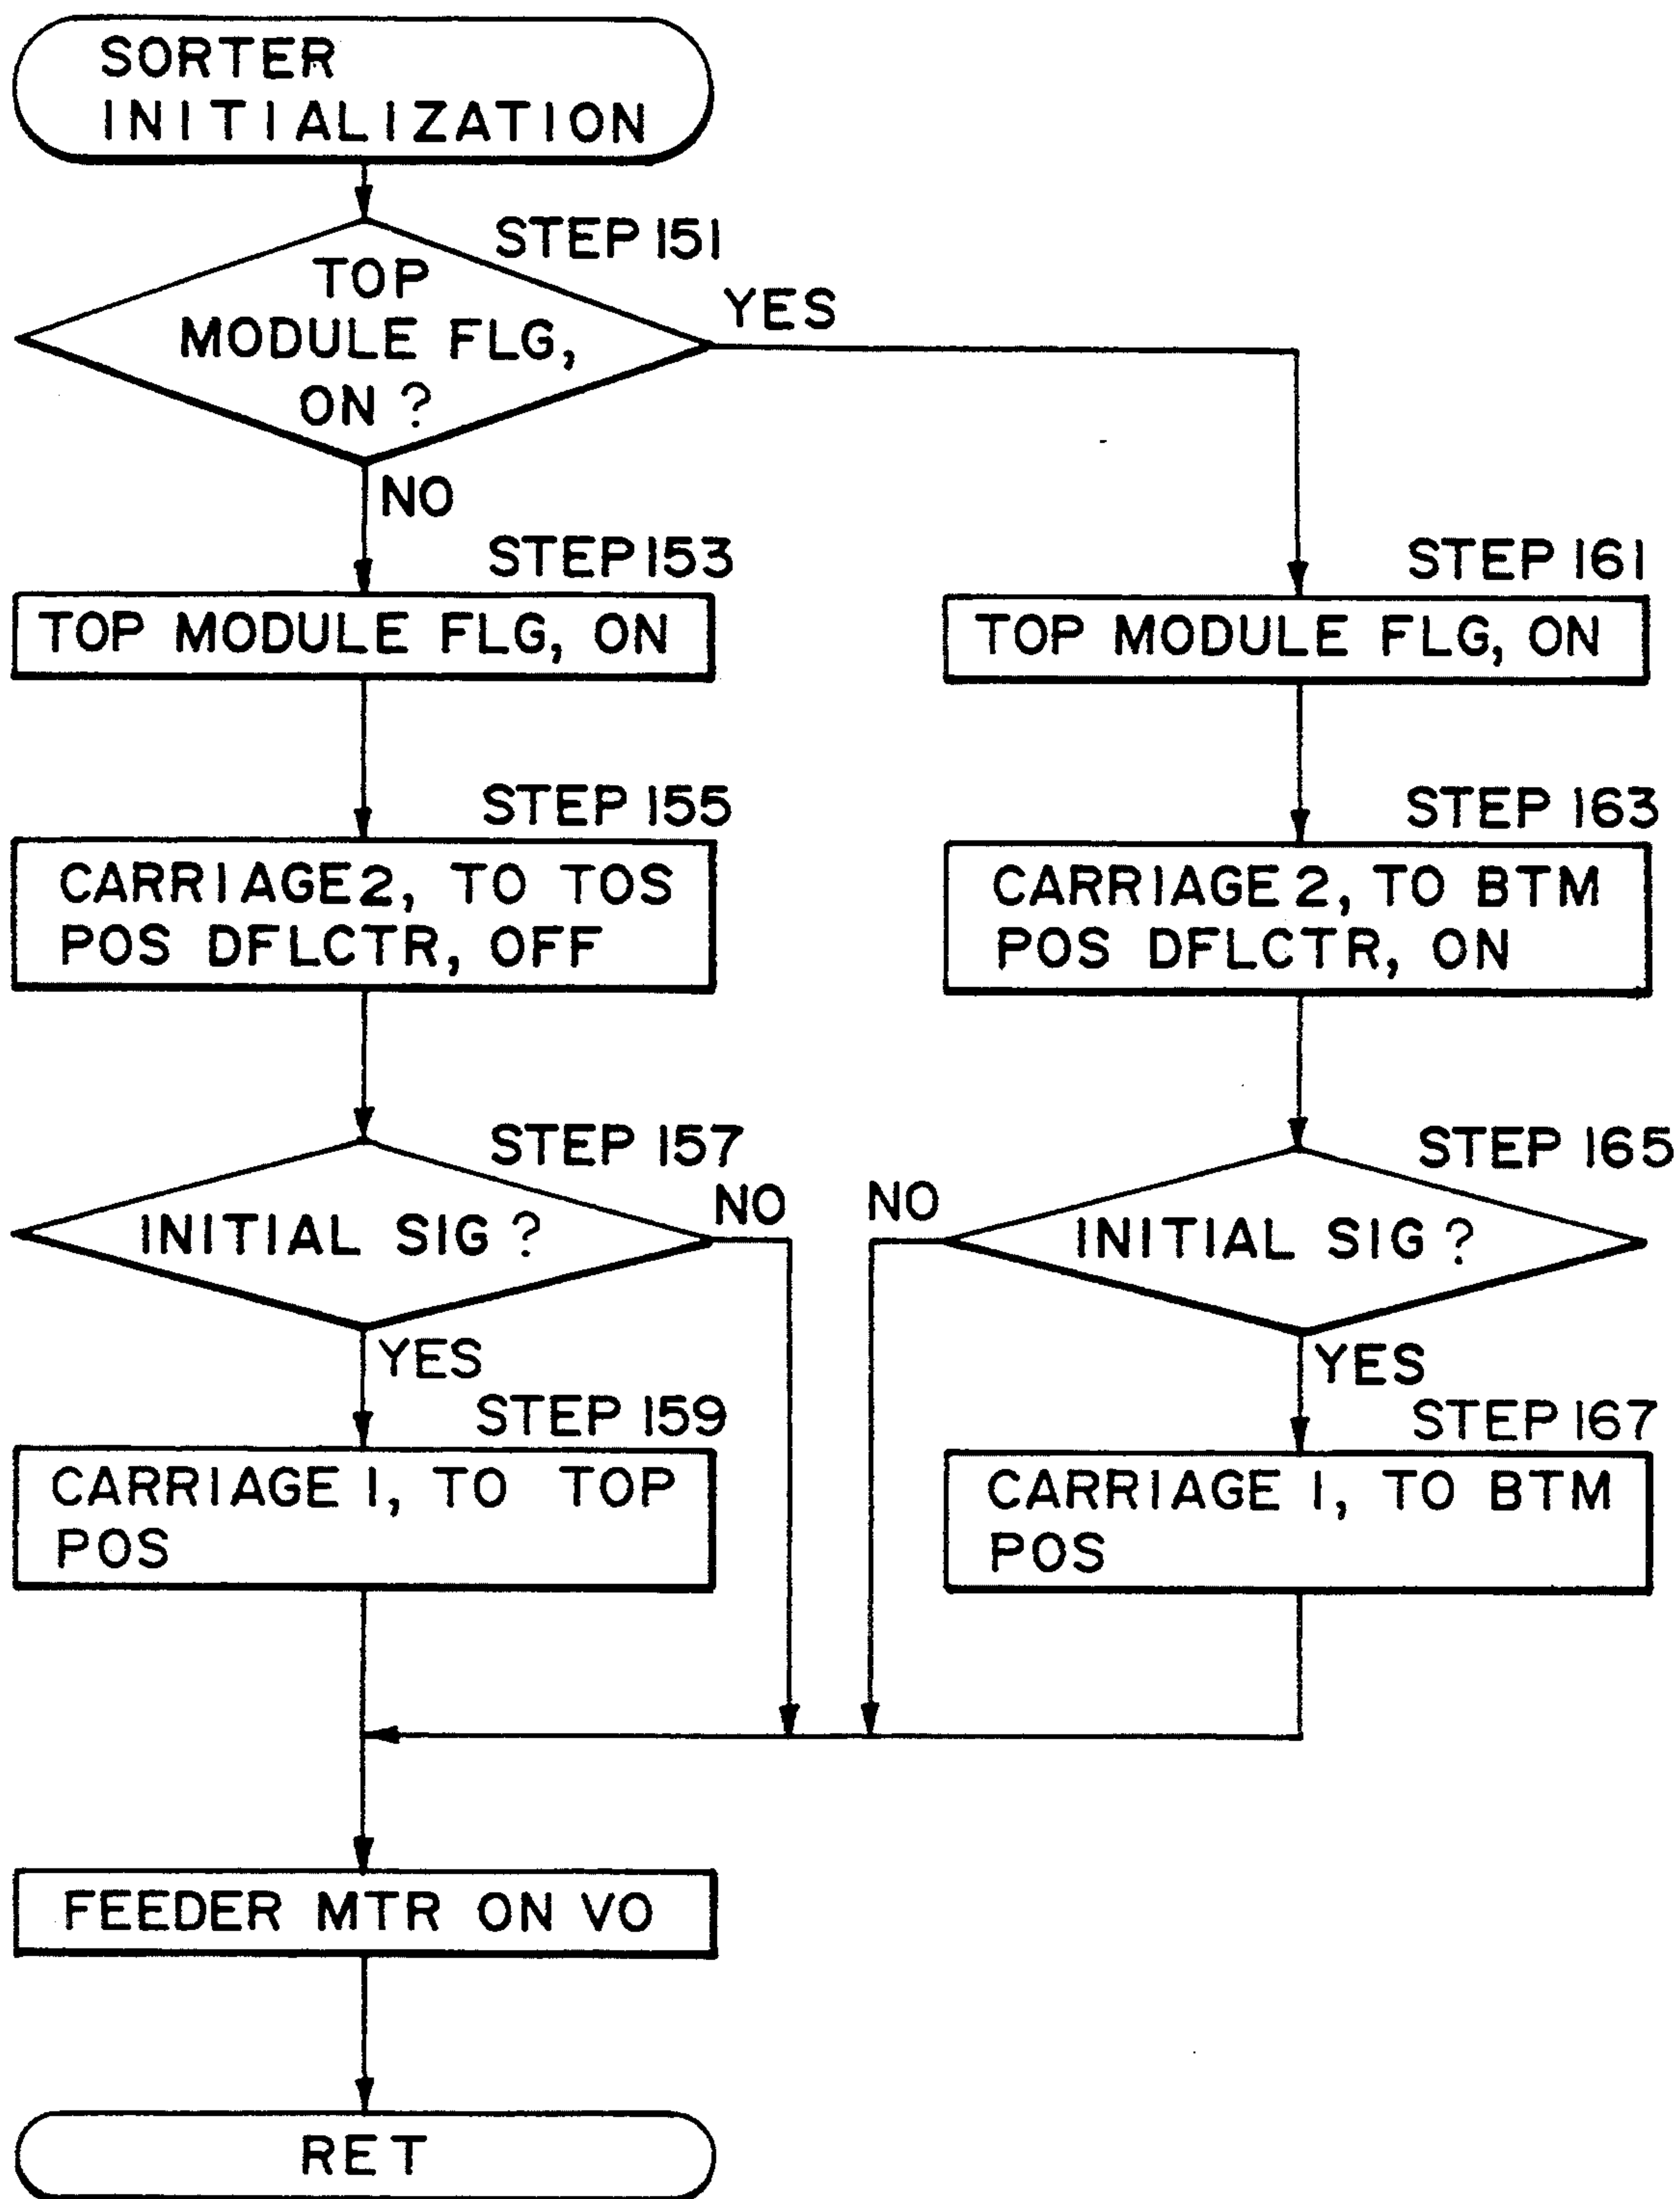 SORTER
INITIALIZATION
STEP 151
TOP
MODULE FLG,
ON ?
YES
NO
STEP 153
TOP MODULE FLG, ON
STEP 161
TOP MODULE FLG, ON
STEP 155
CARRIAGE 2, TO TOS
POS DFLCTR, OFF
STEP 163
CARRIAGE 2, TO BTM
POS DFLCTR, ON
STEP 157
INITIAL SIG ?
NO
YES
STEP 165
INITIAL SIG ?
NO
YES
STEP 159
CARRIAGE 1, TO TOP
POS
STEP 167
CARRIAGE 1, TO BTM
POS
FEEDER MTR ON VO
RET